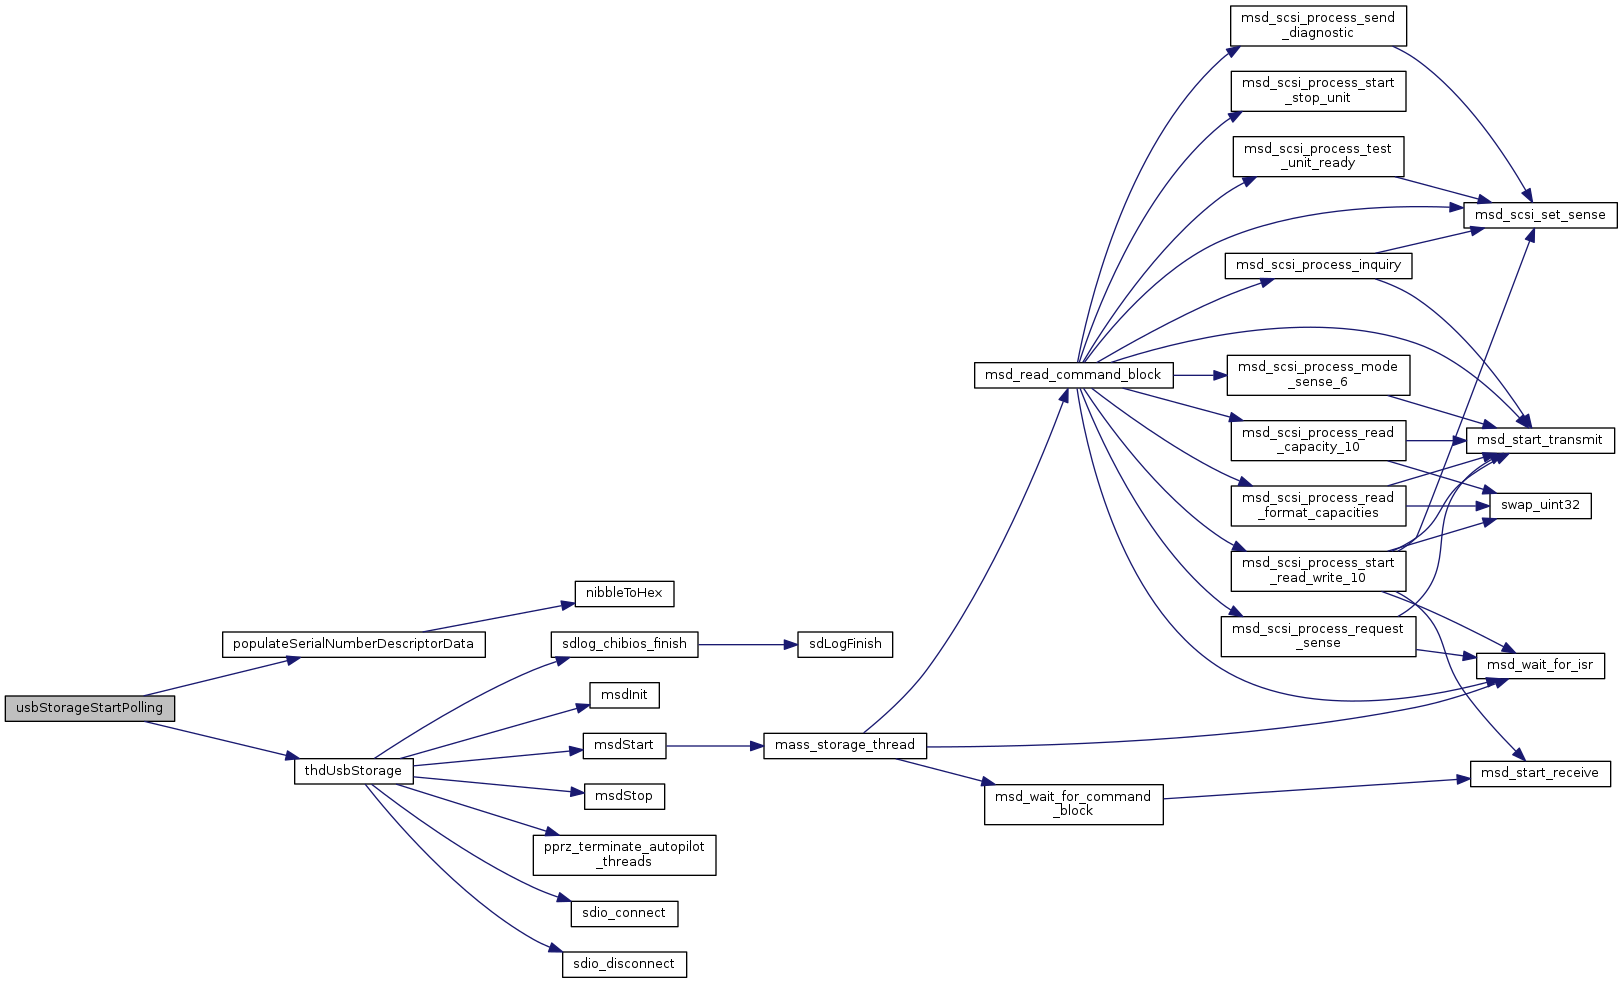 msd_scsi_process_send
_diagnostic
msd_scsi_process_start
_stop_unit
msd_scsi_process_test
_unit_ready
msd_scsi_set_sense
msd_scsi_process_inquiry
msd_read_command_block
msd_scsi_process_mode
_sense_6
msd_scsi_process_read
_capacity_10
msd_start_transmit
msd_scsi_process_read
_format_capacities
swap_uint32
msd_scsi_process_start
_read_write_10
nibbleToHex
msd_scsi_process_request
_sense
populateSerialNumberDescriptorData
sdlog_chibios_finish
sdLogFinish
msd_wait_for_isr
msdInit
usbStorageStartPolling
msdStart
mass_storage_thread
thdUsbStorage
msd_start_receive
msdStop
msd_wait_for_command
_block
pprz_terminate_autopilot
_threads
sdio_connect
sdio_disconnect